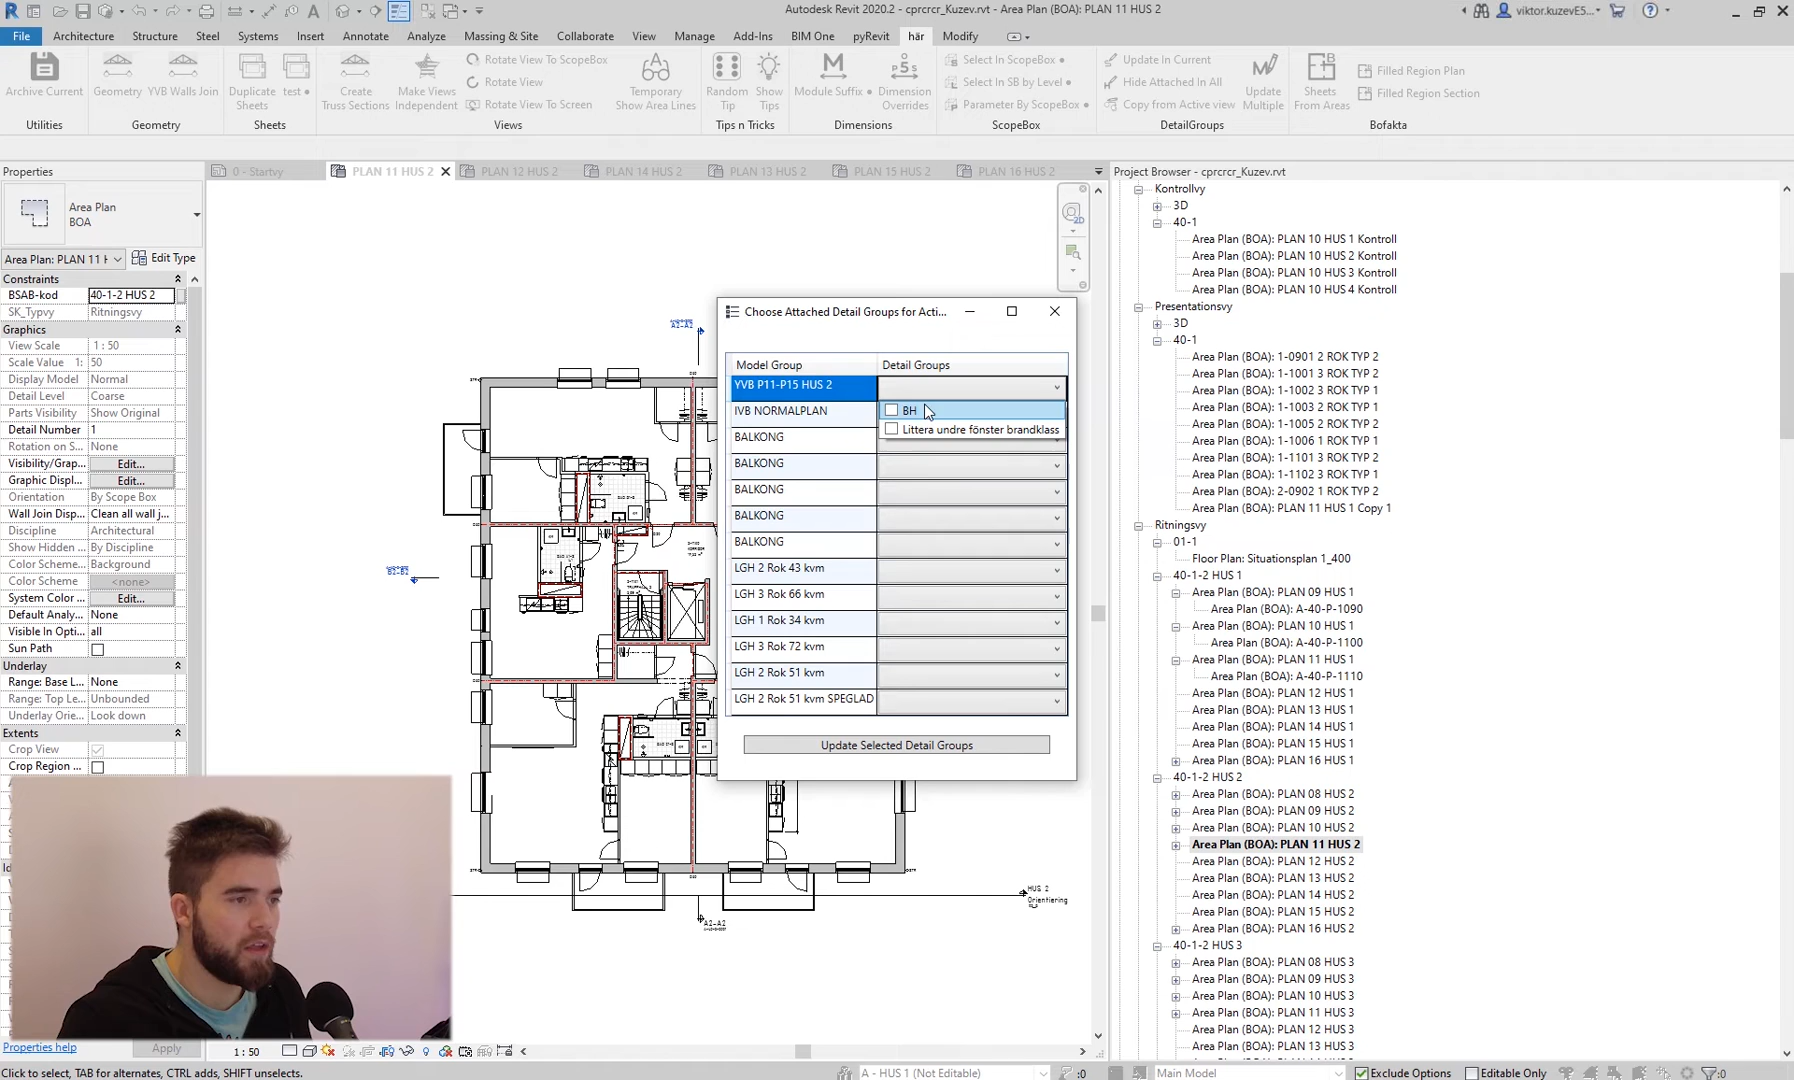 Autodesk Revit 2020.2 - cprcrcr_Kuzev.rvt - Area Plan (BOA): PLAN 11 HUS 2
viktor.kuzevE5...
File Architecture Structure Steel Systems Insert Annotate Analyze Massing & Site Collaborate View Manage Add-Ins BIM One pyRevit här Modify
Archive Current
Utilities
Geometry YVB Walls Join
Geometry
Duplicate Sheets test
Sheets
Create Truss Sections
Make Views Independent
Rotate View To ScopeBox
Rotate View
Rotate View To Screen
Temporary Show Area Lines
Views
Random Tip
Show Tips
Tips n Tricks
Module Suffix
Dimension Overrides
Dimensions
Select In ScopeBox
Select in SB by Level
Parameter By ScopeBox
ScopeBox
Update In Current
Hide Attached In All
Copy from Active view
Update Multiple
DetailGroups
Sheets From Areas
Filled Region Plan
Filled Region Section
Bofakta
Properties
0 - Startvy
PLAN 11 HUS 2
PLAN 12 HUS 2
PLAN 14 HUS 2
PLAN 13 HUS 2
PLAN 15 HUS 2
PLAN 16 HUS 2
Area Plan
BOA
Area Plan: PLAN 11 H
Edit Type
Constraints
BSAB-kod 40-1-2 HUS 2
SK_Typvy Ritningsvy
Graphics
View Scale 1 : 50
Scale Value 1: 50
Display Model Normal
Detail Level Coarse
Parts Visibility Show Original
Detail Number 1
Rotation on S... None
Visibility/Grap... Edit...
Graphic Displ... Edit...
Orientation By Scope Box
Wall Join Disp... Clean all wall j...
Discipline Architectural
Show Hidden ... By Discipline
Color Scheme ... Background
Color Scheme <none>
System Color ... Edit...
Default Analy... None
Visible In Opti... all
Sun Path
Underlay
Range: Base L... None
Range: Top Le... Unbounded
Underlay Orie... Look down
Extents
Crop View
Crop Region ...
Properties help
Apply
A2-A2
B2-B2
A2-A2
HUS 2
Orientering
Choose Attached Detail Groups for Acti...
Model Group Detail Groups
YVB P11-P15 HUS 2
IVB NORMALPLAN
BH
Littera undre fönster brandklass
BALKONG
BALKONG
BALKONG
BALKONG
BALKONG
LGH 2 Rok 43 kvm
LGH 3 Rok 66 kvm
LGH 1 Rok 34 kvm
LGH 3 Rok 72 kvm
LGH 2 Rok 51 kvm
LGH 2 Rok 51 kvm SPEGLAD
Update Selected Detail Groups
Project Browser - cprcrcr_Kuzev.rvt
Kontrollvy
3D
40-1
Area Plan (BOA): PLAN 10 HUS 1 Kontroll
Area Plan (BOA): PLAN 10 HUS 2 Kontroll
Area Plan (BOA): PLAN 10 HUS 3 Kontroll
Area Plan (BOA): PLAN 10 HUS 4 Kontroll
Presentationsvy
3D
40-1
Area Plan (BOA): 1-0901 2 ROK TYP 2
Area Plan (BOA): 1-1001 3 ROK TYP 2
Area Plan (BOA): 1-1002 3 ROK TYP 1
Area Plan (BOA): 1-1003 2 ROK TYP 1
Area Plan (BOA): 1-1005 2 ROK TYP 2
Area Plan (BOA): 1-1006 1 ROK TYP 1
Area Plan (BOA): 1-1101 3 ROK TYP 2
Area Plan (BOA): 1-1102 3 ROK TYP 1
Area Plan (BOA): 2-0902 1 ROK TYP 1
Area Plan (BOA): PLAN 11 HUS 1 Copy 1
Ritningsvy
01-1
Floor Plan: Situationsplan 1_400
40-1-2 HUS 1
Area Plan (BOA): PLAN 09 HUS 1
Area Plan (BOA): A-40-P-1090
Area Plan (BOA): PLAN 10 HUS 1
Area Plan (BOA): A-40-P-1100
Area Plan (BOA): PLAN 11 HUS 1
Area Plan (BOA): A-40-P-1110
Area Plan (BOA): PLAN 12 HUS 1
Area Plan (BOA): PLAN 13 HUS 1
Area Plan (BOA): PLAN 14 HUS 1
Area Plan (BOA): PLAN 15 HUS 1
Area Plan (BOA): PLAN 16 HUS 1
40-1-2 HUS 2
Area Plan (BOA): PLAN 08 HUS 2
Area Plan (BOA): PLAN 09 HUS 2
Area Plan (BOA): PLAN 10 HUS 2
Area Plan (BOA): PLAN 11 HUS 2
Area Plan (BOA): PLAN 12 HUS 2
Area Plan (BOA): PLAN 13 HUS 2
Area Plan (BOA): PLAN 14 HUS 2
Area Plan (BOA): PLAN 15 HUS 2
Area Plan (BOA): PLAN 16 HUS 2
40-1-2 HUS 3
Area Plan (BOA): PLAN 08 HUS 3
Area Plan (BOA): PLAN 09 HUS 3
Area Plan (BOA): PLAN 10 HUS 3
Area Plan (BOA): PLAN 11 HUS 3
Area Plan (BOA): PLAN 12 HUS 3
Area Plan (BOA): PLAN 13 HUS 3
1 : 50
Click to select, TAB for alternates, CTRL adds, SHIFT unselects.
A - HUS 1 (Not Editable)
:0
Main Model
Exclude Options
Editable Only
:0